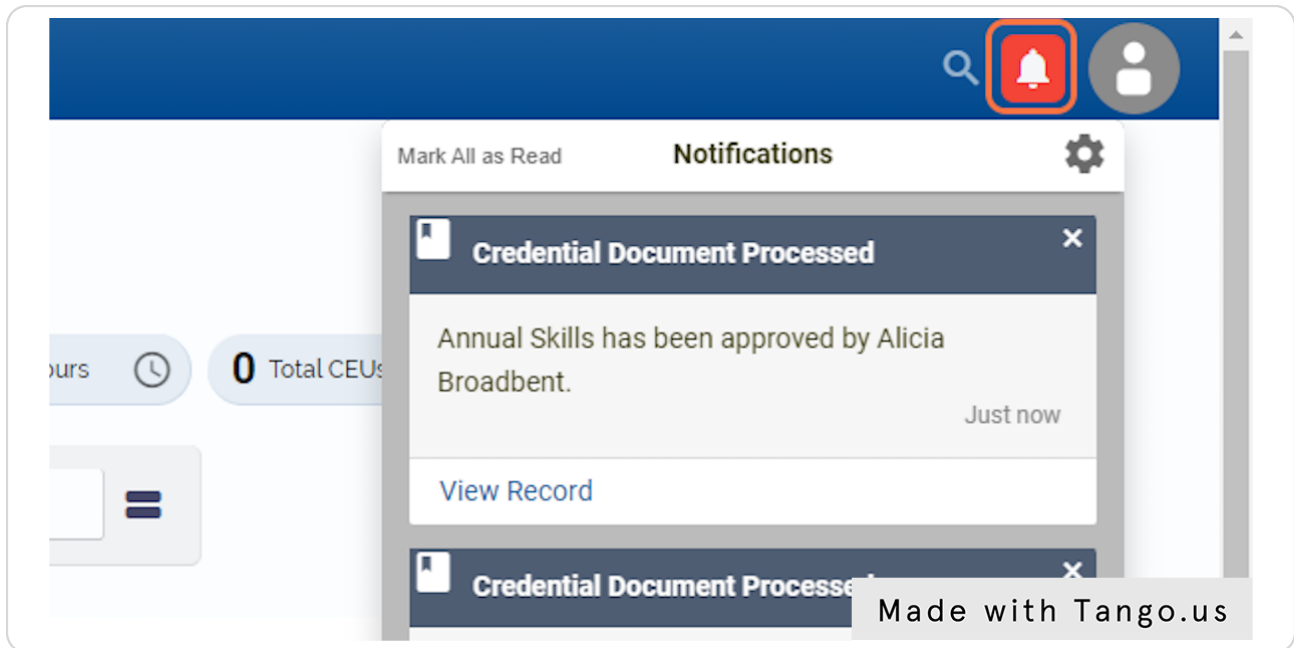 Mark All as Read Notifications
Credential Document Processed
Annual Skills has been approved by Alicia
Broadbent.
Just now
0 Total CEUs
View Record
Credential Document Processed
Made with Tango.us